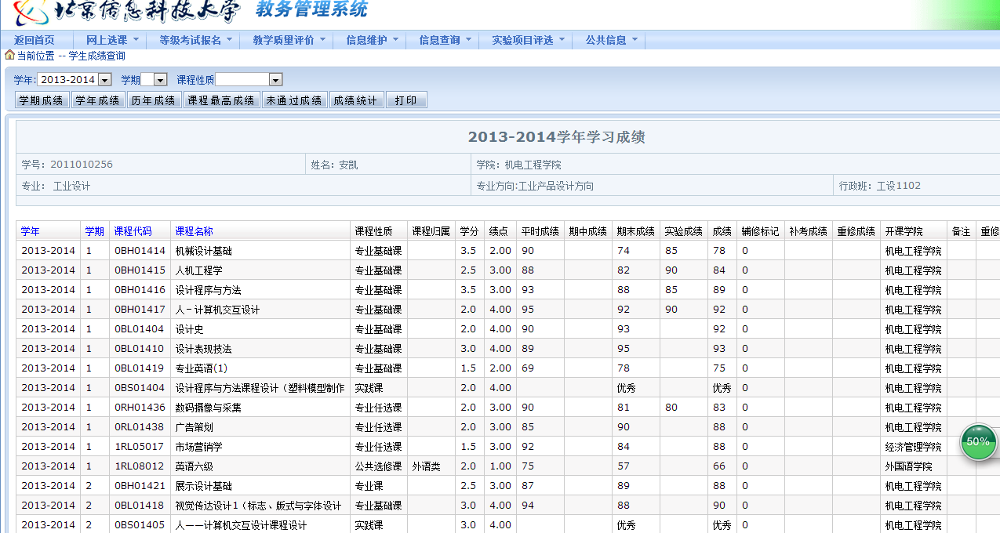 北京信息科技大学 教务管理系统
返回首页 网上选课 等级考试报名 教学质量评价 信息维护 信息查询 实验项目评选 公共信息
当前位置 -- 学生成绩查询
学年: 2013-2014 学期 课程性质
学期成绩 学年成绩 历年成绩 课程最高成绩 未通过成绩 成绩统计 打印
2013-2014学年学习成绩
学号：2011010256 姓名：安凯 学院：机电工程学院
专业：工业设计 专业方向:工业产品设计方向 行政班：工设1102
学年 学期 课程代码 课程名称 课程性质 课程归属 学分 绩点 平时成绩 期中成绩 期末成绩 实验成绩 成绩 辅修标记 补考成绩 重修成绩 开课学院 备注 重修
2013-2014 1 0BH01414 机械设计基础 专业基础课 3.5 2.00 90 74 85 78 0 机电工程学院
2013-2014 1 0BH01415 人机工程学 专业基础课 2.5 3.00 88 82 90 84 0 机电工程学院
2013-2014 1 0BH01416 设计程序与方法 专业基础课 3.5 3.00 93 88 85 89 0 机电工程学院
2013-2014 1 0BH01417 人－计算机交互设计 专业基础课 2.0 4.00 95 92 90 92 0 机电工程学院
2013-2014 1 0BL01404 设计史 专业基础课 2.0 4.00 90 93 92 0 机电工程学院
2013-2014 1 0BL01410 设计表现技法 专业基础课 3.0 4.00 89 95 93 0 机电工程学院
2013-2014 1 0BL01419 专业英语(1) 专业基础课 1.5 2.00 69 78 75 0 机电工程学院
2013-2014 1 0BS01404 设计程序与方法课程设计（塑料模型制作 实践课 2.0 4.00 优秀 优秀 0 机电工程学院
2013-2014 1 0RH01436 数码摄像与采集 专业任选课 2.0 3.00 90 81 80 83 0 机电工程学院
2013-2014 1 0RL01438 广告策划 专业任选课 2.0 3.00 85 90 88 0 机电工程学院
2013-2014 1 1RL05017 市场营销学 专业任选课 1.5 3.00 92 84 88 0 经济管理学院
2013-2014 1 1RL08012 英语六级 公共选修课 外语类 2.0 1.00 75 57 66 0 外国语学院
2013-2014 2 0BH01421 展示设计基础 专业课 2.5 3.00 87 89 88 0 机电工程学院
2013-2014 2 0BL01418 视觉传达设计1（标志、版式与字体设计 专业基础课 3.0 4.00 94 88 90 0 机电工程学院
2013-2014 2 0BS01405 人——计算机交互设计课程设计 实践课 3.0 4.00 优秀 优秀 0 机电工程学院
50%